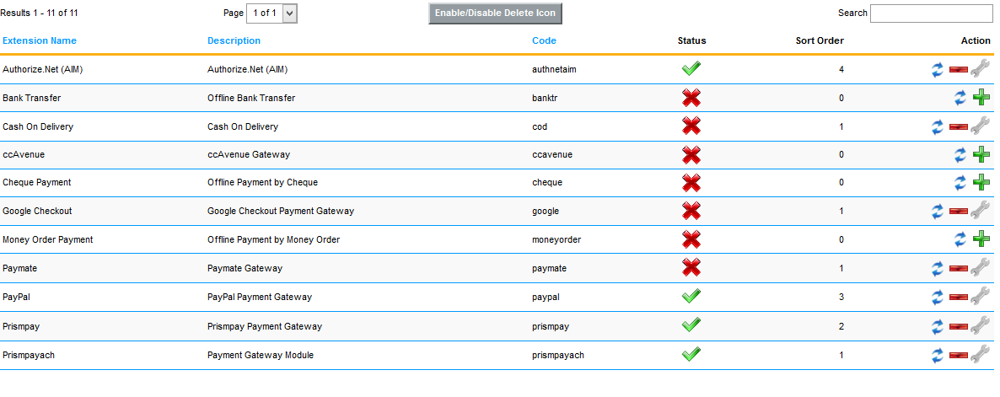 Results 1 - 11 of 11 Page 1 of 1 Enable/Disable Delete Icon Search
Extension Name Description Code Status Sort Order Action
Authorize.Net (AIM) Authorize.Net (AIM) authnetaim 4
Bank Transfer Offline Bank Transfer banktr 0
Cash On Delivery Cash On Delivery cod 1
ccAvenue ccAvenue Gateway ccavenue 0
Cheque Payment Offline Payment by Cheque cheque 0
Google Checkout Google Checkout Payment Gateway google 1
Money Order Payment Offline Payment by Money Order moneyorder 0
Paymate Paymate Gateway paymate 1
PayPal PayPal Payment Gateway paypal 3
Prismpay Prismpay Payment Gateway prismpay 2
Prismpayach Payment Gateway Module prismpayach 1